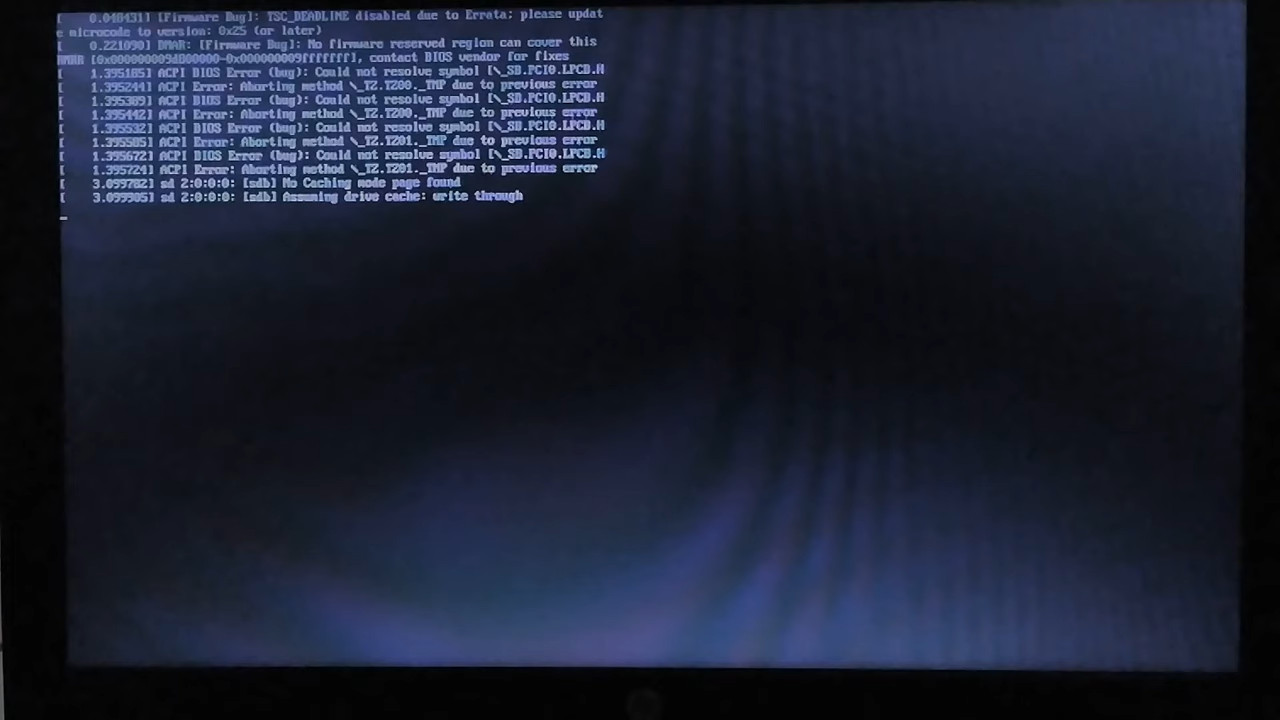 [    0.040431] [Firmware Bug]: TSC_DEADLINE disabled due to Errata; please updat
e microcode to version: 0x25 (or later)
[    0.221090] DMAR: [Firmware Bug]: No firmware reserved region can cover this
RMRR [0x000000009db00000-0x000000009fffffff], contact BIOS vendor for fixes
[    1.395185] ACPI BIOS Error (bug): Could not resolve symbol [\_SB.PCI0.LPCB.H
[    1.395244] ACPI Error: Aborting method \_TZ.TZ00._TMP due to previous error
[    1.395389] ACPI BIOS Error (bug): Could not resolve symbol [\_SB.PCI0.LPCB.H
[    1.395442] ACPI Error: Aborting method \_TZ.TZ00._TMP due to previous error
[    1.395532] ACPI BIOS Error (bug): Could not resolve symbol [\_SB.PCI0.LPCB.H
[    1.395585] ACPI Error: Aborting method \_TZ.TZ01._TMP due to previous error
[    1.395672] ACPI BIOS Error (bug): Could not resolve symbol [\_SB.PCI0.LPCB.H
[    1.395724] ACPI Error: Aborting method \_TZ.TZ01._TMP due to previous error
[    3.099782] sd 2:0:0:0: [sdb] No Caching mode page found
[    3.099905] sd 2:0:0:0: [sdb] Assuming drive cache: write through